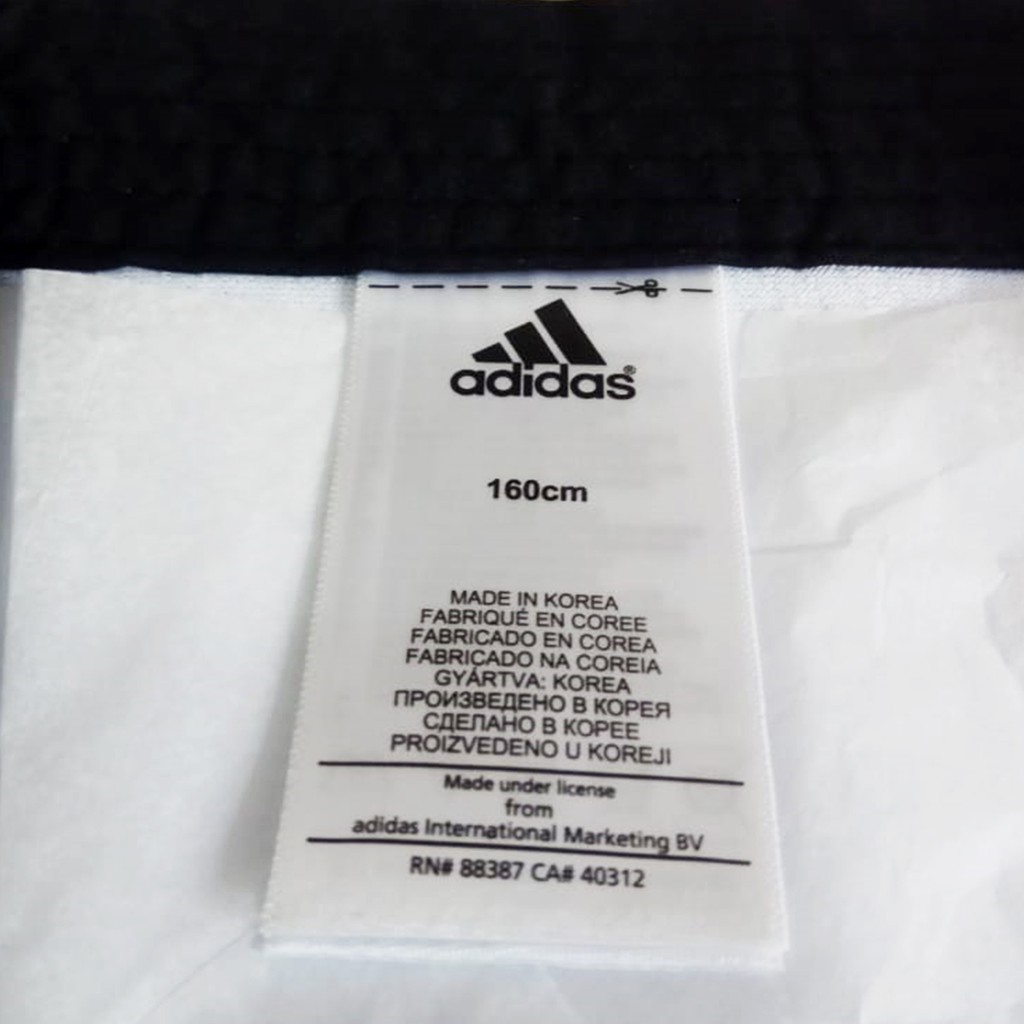 adidas®
160cm
MADE IN KOREA
FABRIQUÉ EN COREE
FABRICADO EN COREA
FABRICADO NA COREIA
GYÁRTVA: KOREA
ПРОИЗВЕДЕНО В КОРЕЯ
СДЕЛАНО В КОРЕЕ
PROIZVEDENO U KOREJI
Made under license
from
adidas International Marketing BV
RN# 88387 CA# 40312